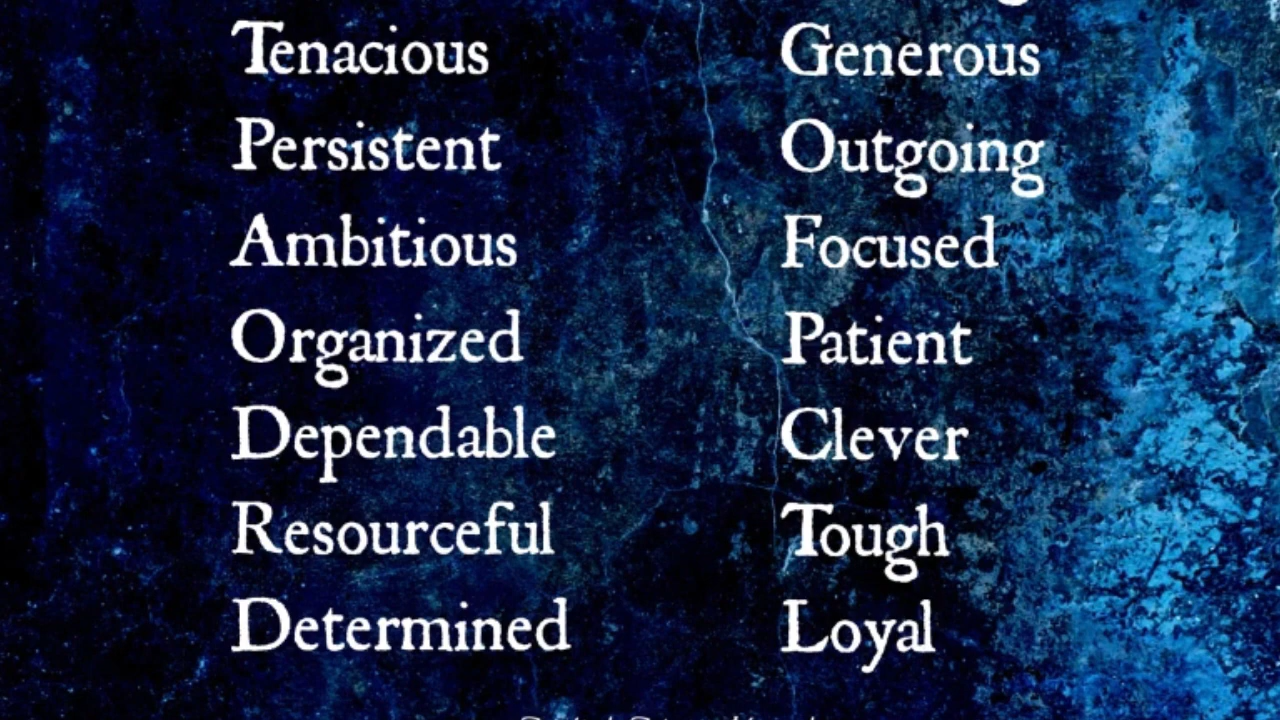 Tenacious
Persistent
Ambitious
Organized
Dependable
Resourceful
Determined
Generous
Outgoing
Focused
Patient
Clever
Tough
Loyal